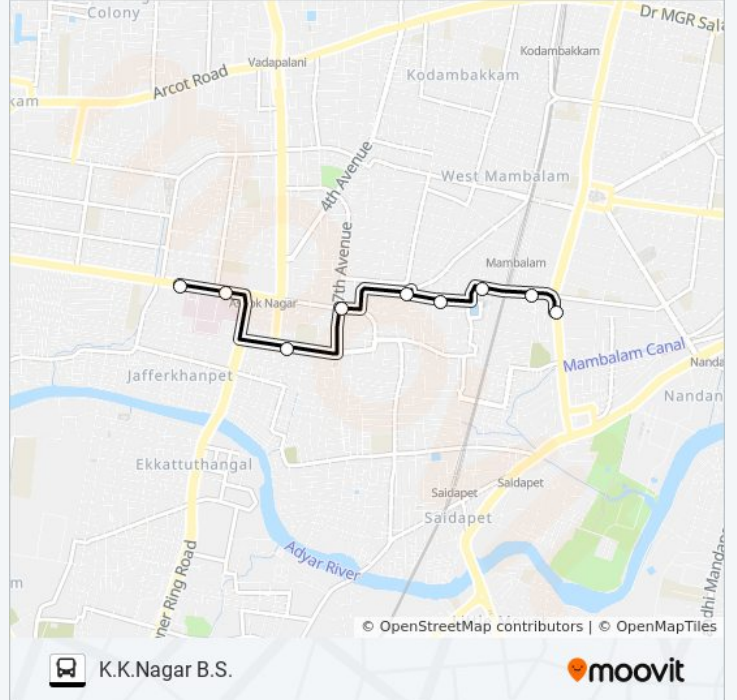 Colony
Dr MGR Sala
Kodambakkam
Vadapalani
Kodambakkam
Arcot Road
kam
4th Avenue
West Mambalam
7th Avenue
Mambalam
Ashok Nagar
Mambalam Canal
Nanda
Jafferkhanpet
Nandan
Ekkattuthangal
Saidapet
Saidapet
Saidapet
Adyar River
ner Ring Road
dhi Mandap
m
© OpenStreetMap contributors | © OpenMapTiles
K.K.Nagar B.S.
moovit